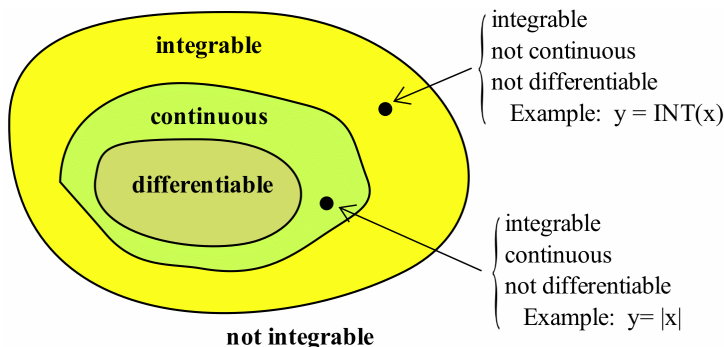 integrable
continuous
differentiable
not integrable
integrable
not continuous
not differentiable
Example: y = INT(x)
integrable
continuous
not differentiable
Example: y= |x|